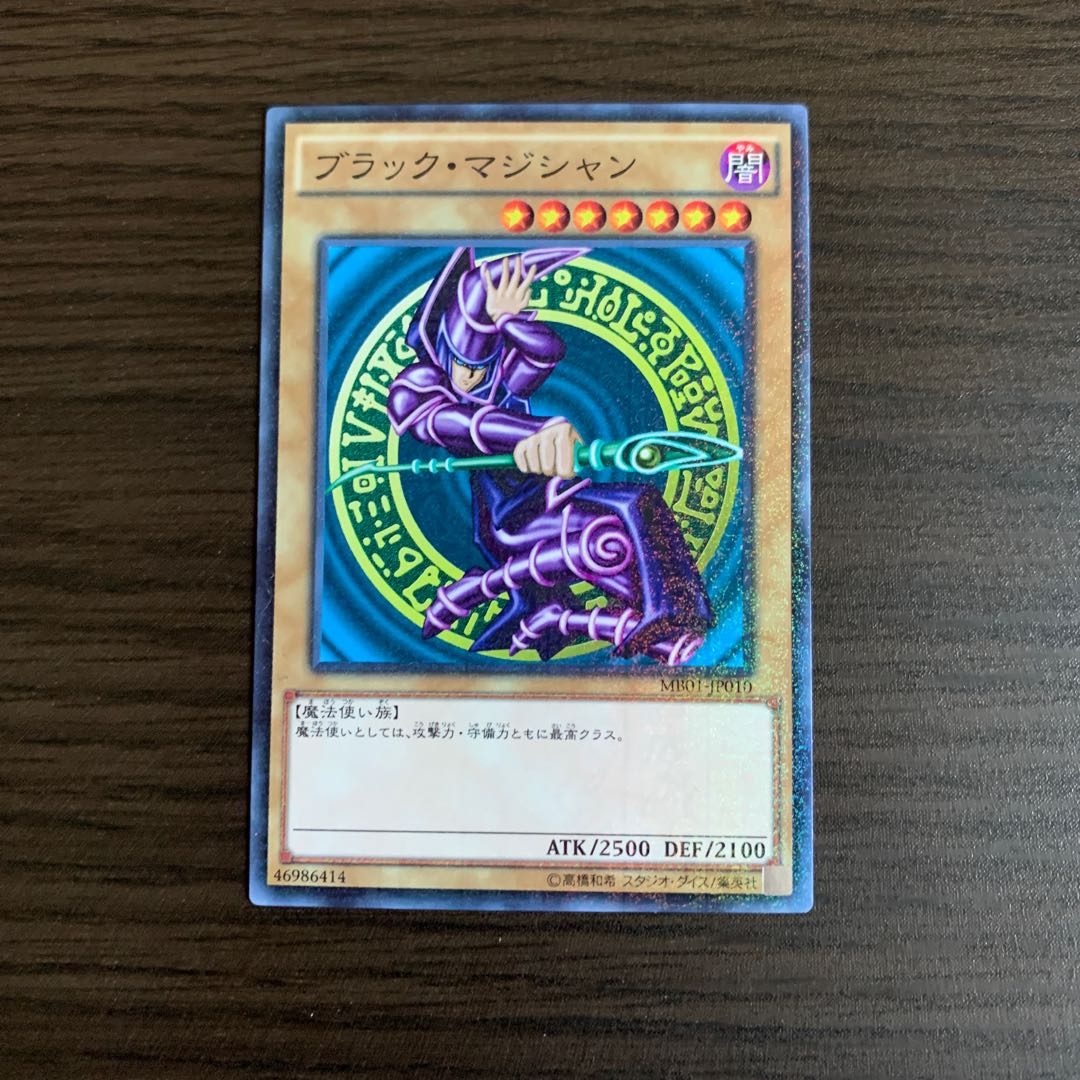 ブラック・マジシャン
やみ
闇
MB01-JP010
【魔法使い族】
魔法使いとしては、攻撃力・守備力ともに最高クラス。
ATK/2500 DEF/2100
46986414 ©高橋和希 スタジオ・ダイス/集英社